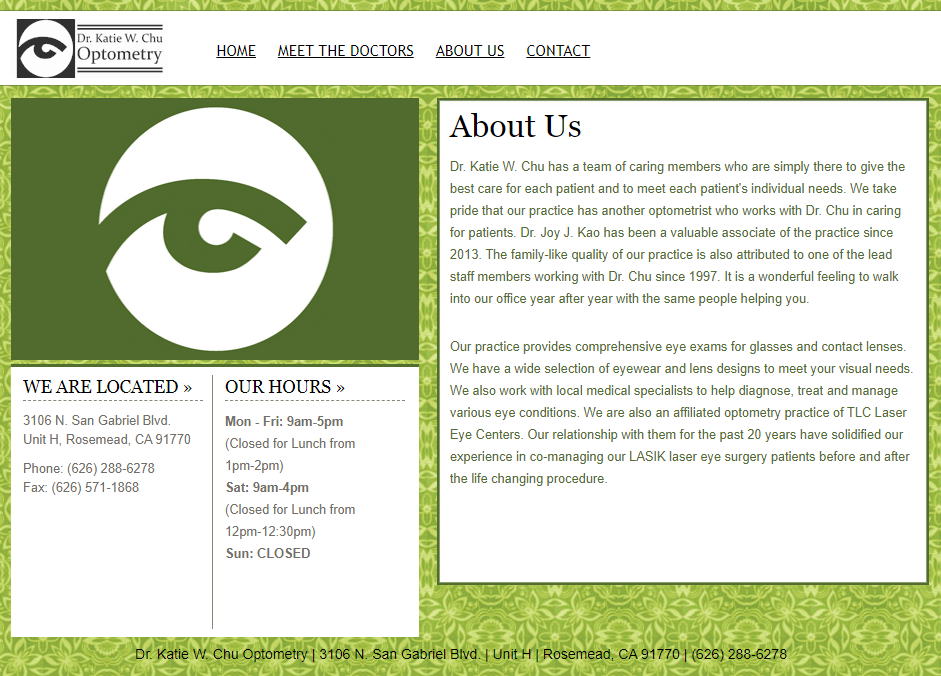 Dr. Katie W. Chu
Optometry
HOME MEET THE DOCTORS ABOUT US CONTACT
About Us
Dr. Katie W. Chu has a team of caring members who are simply there to give the
best care for each patient and to meet each patient's individual needs. We take
pride that our practice has another optometrist who works with Dr. Chu in caring
for patients. Dr. Joy J. Kao has been a valuable associate of the practice since
2013. The family-like quality of our practice is also attributed to one of the lead
staff members working with Dr. Chu since 1997. It is a wonderful feeling to walk
into our office year after year with the same people helping you.
Our practice provides comprehensive eye exams for glasses and contact lenses.
We have a wide selection of eyewear and lens designs to meet your visual needs.
We also work with local medical specialists to help diagnose, treat and manage
various eye conditions. We are also an affiliated optometry practice of TLC Laser
Eye Centers. Our relationship with them for the past 20 years have solidified our
experience in co-managing our LASIK laser eye surgery patients before and after
the life changing procedure.
WE ARE LOCATED »
3106 N. San Gabriel Blvd.
Unit H, Rosemead, CA 91770
Phone: (626) 288-6278
Fax: (626) 571-1868
OUR HOURS »
Mon - Fri: 9am-5pm
(Closed for Lunch from
1pm-2pm)
Sat: 9am-4pm
(Closed for Lunch from
12pm-12:30pm)
Sun: CLOSED
Dr. Katie W. Chu Optometry | 3106 N. San Gabriel Blvd. | Unit H | Rosemead, CA 91770 | (626) 288-6278